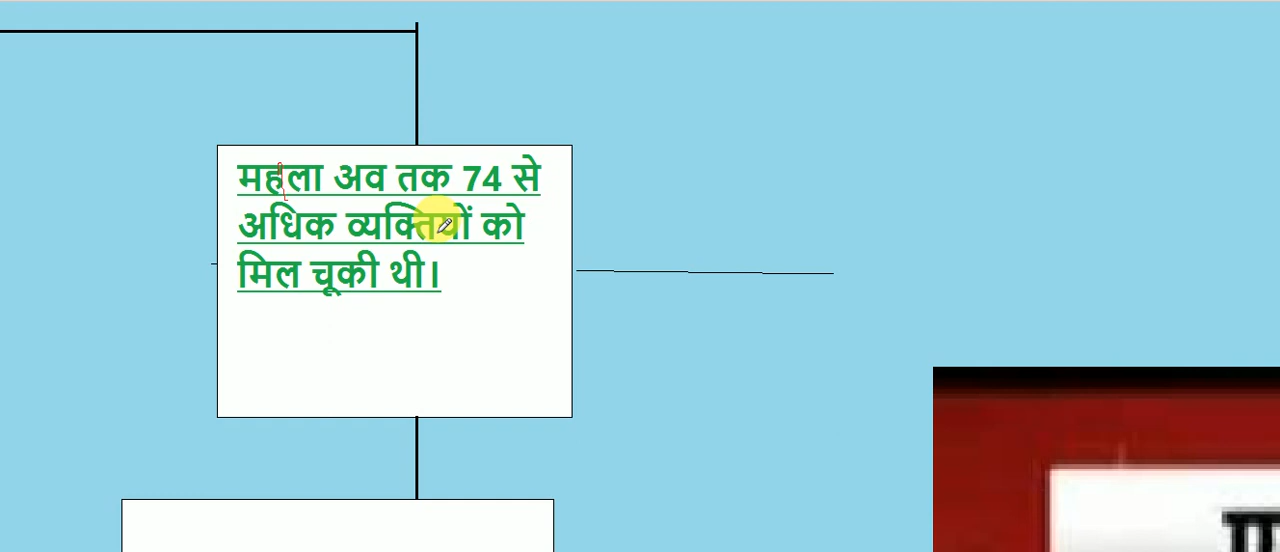 महला अव तक 74 से
अधिक व्यक्तियों को
मिल चूकी थी।